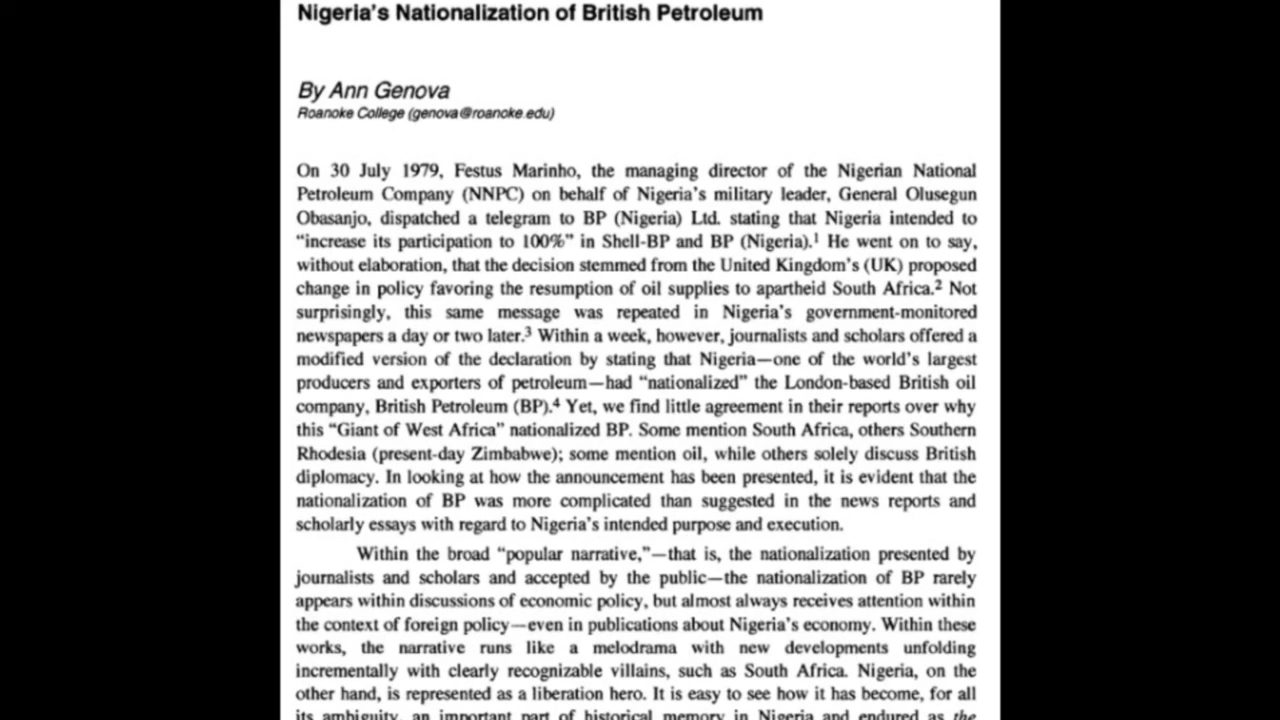 Nigeria's Nationalization of British Petroleum
By Ann Genova
Roanoke College (genova@roanoke.edu)
On 30 July 1979, Festus Marinho, the managing director of the Nigerian National
Petroleum Company (NNPC) on behalf of Nigeria's military leader, General Olusegun
Obasanjo, dispatched a telegram to BP (Nigeria) Ltd. stating that Nigeria intended to
"increase its participation to 100%" in Shell-BP and BP (Nigeria).1 He went on to say,
without elaboration, that the decision stemmed from the United Kingdom's (UK) proposed
change in policy favoring the resumption of oil supplies to apartheid South Africa.2 Not
surprisingly, this same message was repeated in Nigeria's government-monitored
newspapers a day or two later.3 Within a week, however, journalists and scholars offered a
modified version of the declaration by stating that Nigeria—one of the world's largest
producers and exporters of petroleum—had "nationalized" the London-based British oil
company, British Petroleum (BP).4 Yet, we find little agreement in their reports over why
this "Giant of West Africa" nationalized BP. Some mention South Africa, others Southern
Rhodesia (present-day Zimbabwe); some mention oil, while others solely discuss British
diplomacy. In looking at how the announcement has been presented, it is evident that the
nationalization of BP was more complicated than suggested in the news reports and
scholarly essays with regard to Nigeria's intended purpose and execution.
Within the broad "popular narrative,"—that is, the nationalization presented by
journalists and scholars and accepted by the public—the nationalization of BP rarely
appears within discussions of economic policy, but almost always receives attention within
the context of foreign policy—even in publications about Nigeria's economy. Within these
works, the narrative runs like a melodrama with new developments unfolding
incrementally with clearly recognizable villains, such as South Africa. Nigeria, on the
other hand, is represented as a liberation hero. It is easy to see how it has become, for all
its ambiguity, an important part of historical memory in Nigeria and endured as the